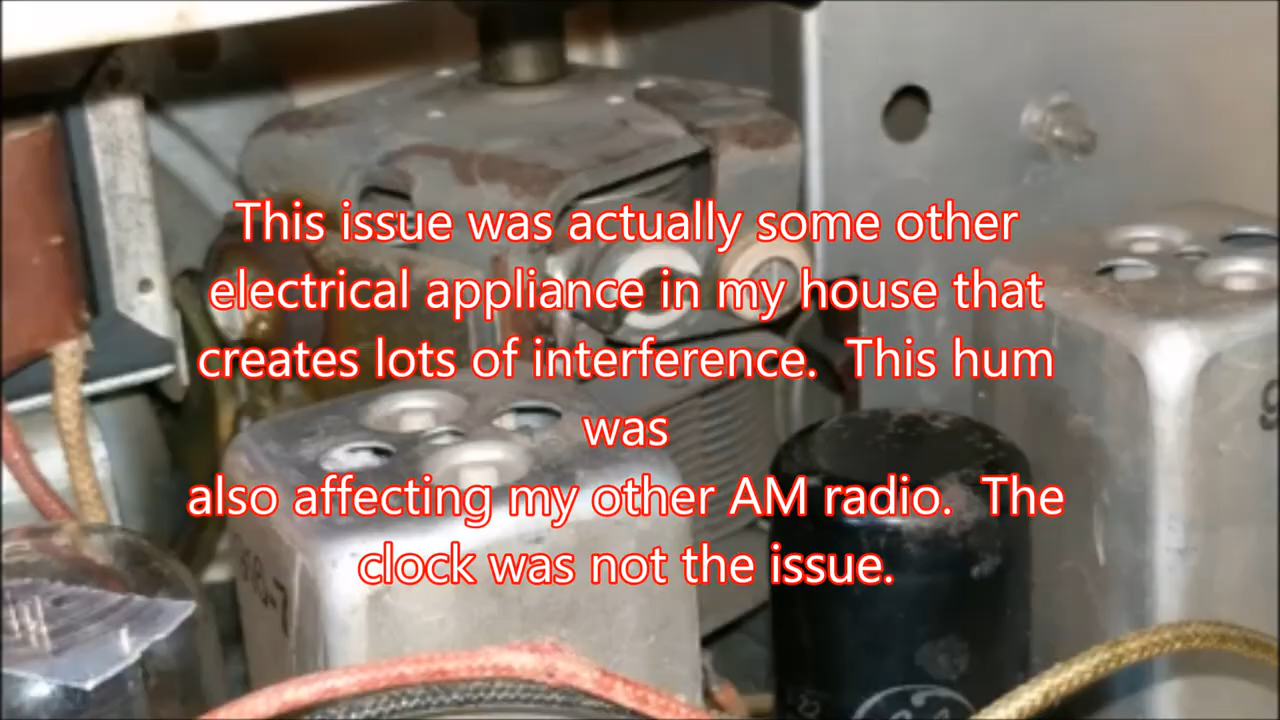 This issue was actually some other
electrical appliance in my house that
creates lots of interference.  This hum
was
also affecting my other AM radio.  The
clock was not the issue.